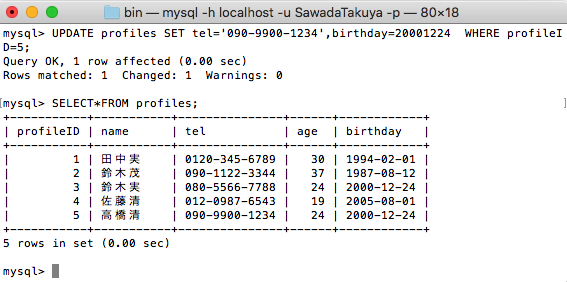 bin — mysql -h localhost -u SawadaTakuya -p — 80×18
mysql> UPDATE profiles SET tel='090-9900-1234',birthday=20001224  WHERE profileI
D=5;
Query OK, 1 row affected (0.00 sec)
Rows matched: 1  Changed: 1  Warnings: 0
mysql> SELECT*FROM profiles;
+-----------+-----------+---------------+------+------------+
| profileID | name      | tel           | age  | birthday   |
+-----------+-----------+---------------+------+------------+
|         1 | 田中実    | 0120-345-6789 |   30 | 1994-02-01 |
|         2 | 鈴木茂    | 090-1122-3344 |   37 | 1987-08-12 |
|         3 | 鈴木実    | 080-5566-7788 |   24 | 2000-12-24 |
|         4 | 佐藤清    | 012-0987-6543 |   19 | 2005-08-01 |
|         5 | 高橋清    | 090-9900-1234 |   24 | 2000-12-24 |
+-----------+-----------+---------------+------+------------+
5 rows in set (0.00 sec)
mysql>